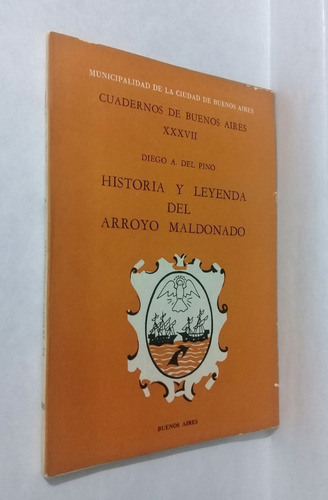 MUNICIPALIDAD DE LA CIUDAD DE BUENOS AIRES
CUADERNOS DE BUENOS AIRES
XXXVII
DIEGO A. DEL PINO
HISTORIA Y LEYENDA
DEL
ARROYO MALDONADO
BUENOS AIRES